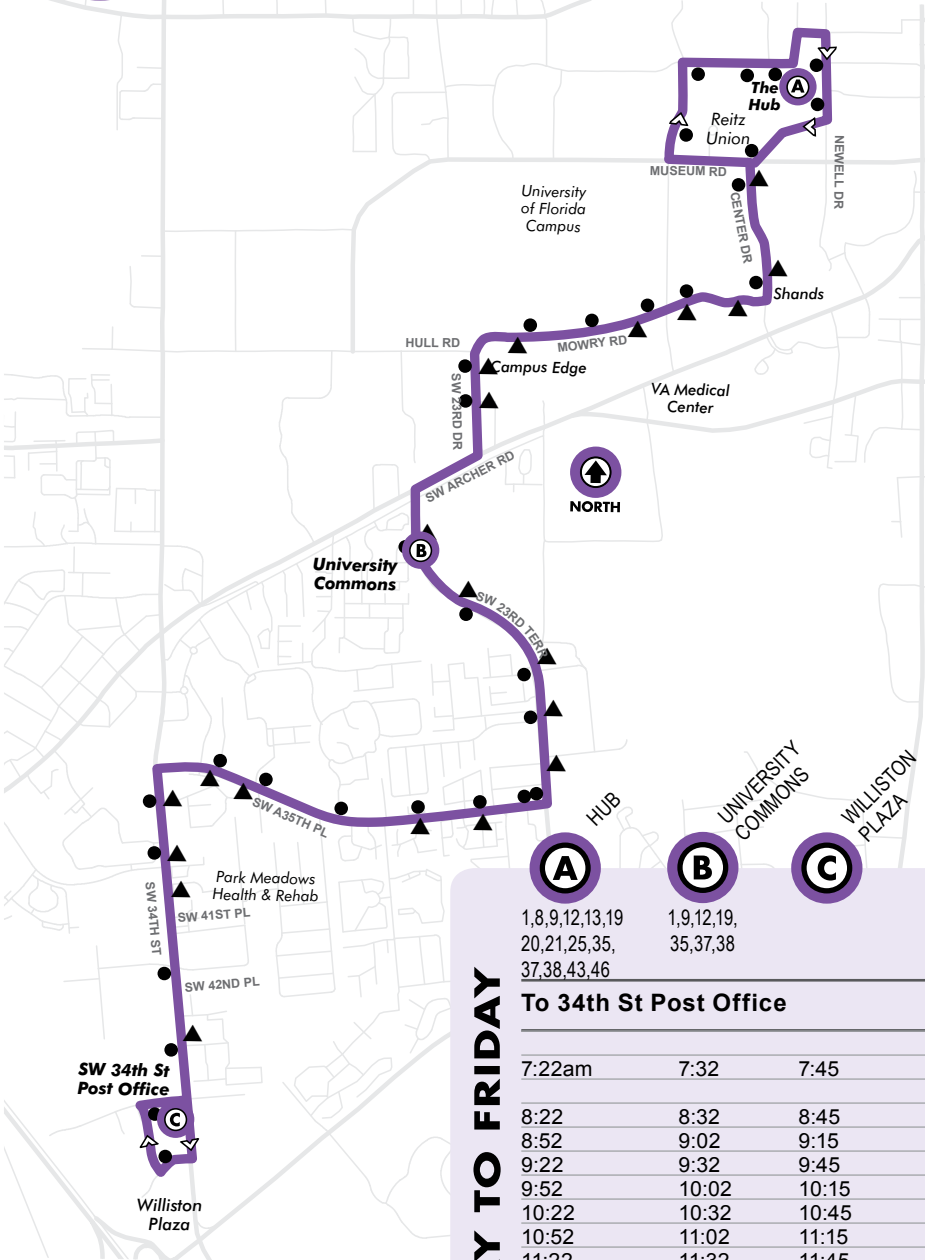 The
Hub
A
Reitz
Union
MUSEUM RD
NEWELL DR
University
of Florida
Campus
CENTER DR
Shands
HULL RD
MOWRY RD
Campus Edge
SW 23RD DR
VA Medical
Center
SW ARCHER RD
NORTH
B
University
Commons
SW 23RD TERR
SW A35TH PL
Park Meadows
Health & Rehab
SW 34TH ST
SW 41ST PL
SW 42ND PL
SW 34th St
Post Office
C
Williston
Plaza
HUB
UNIVERSITY
COMMONS
WILLISTON
PLAZA
A B C
1,8,9,12,13,19 1,9,12,19,
20,21,25,35, 35,37,38
37,38,43,46
To 34th St Post Office
7:22am 7:32 7:45
8:22 8:32 8:45
8:52 9:02 9:15
9:22 9:32 9:45
9:52 10:02 10:15
10:22 10:32 10:45
10:52 11:02 11:15
11:22 11:32 11:45
Y TO FRIDAY